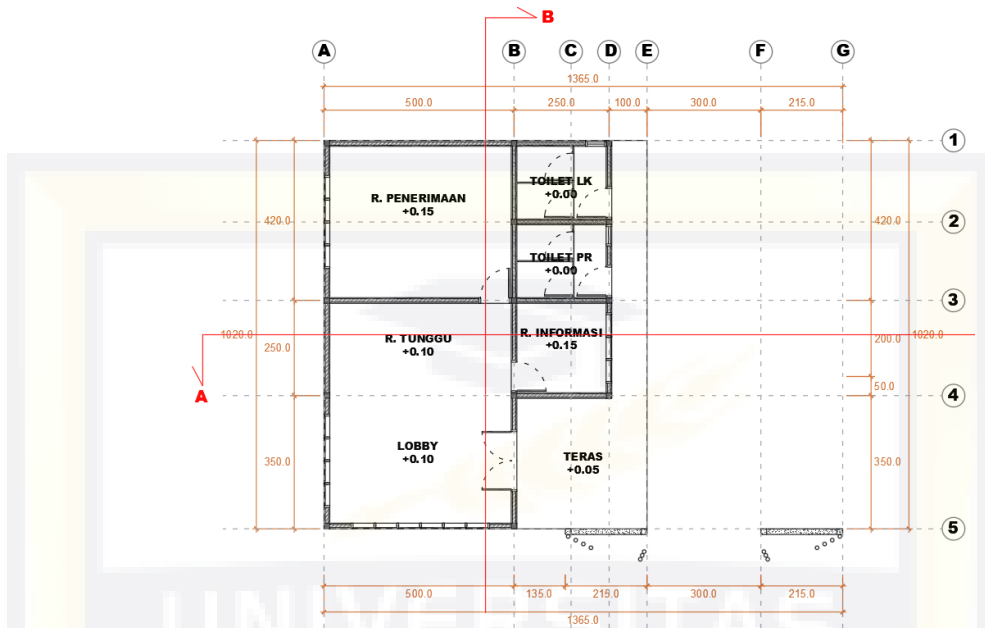 B
A B C D E F G
1365.0
500.0 250.0 100.0 300.0 215.0
1
TOILET LK
+0.00
R. PENERIMAAN
+0.15
420.0 420.0
2
TOILET PR
+0.00
3
R. TUNGGU
+0.10
R. INFORMASI
+0.15
1020.0 250.0 200.0 1020.0
50.0
A
4
LOBBY
+0.10
TERAS
+0.05
350.0 350.0
5
500.0 135.0 215.0 300.0 215.0
1365.0
UNIVERSITAS